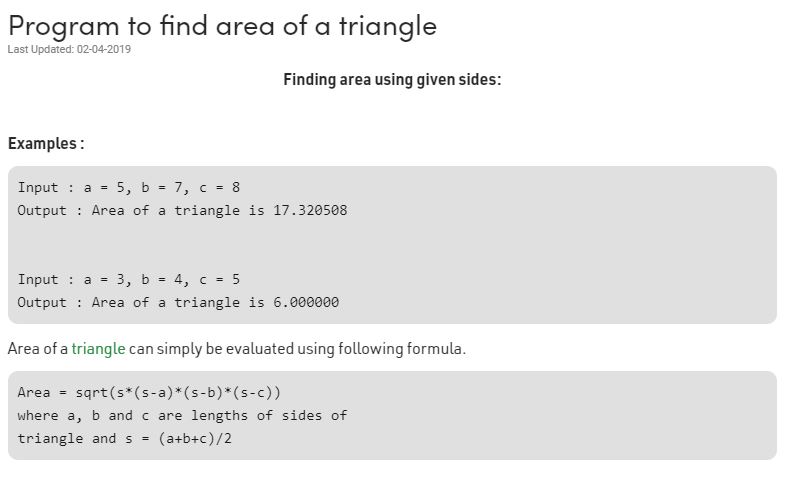 Program to find area of a triangle
Last Updated: 02-04-2019
Finding area using given sides:
Examples :
Input : a = 5, b = 7, c = 8
Output : Area of a triangle is 17.320508
Input : a = 3, b = 4, c = 5
Output : Area of a triangle is 6.000000
Area of a triangle can simply be evaluated using following formula.
Area = sqrt(s*(s-a)*(s-b)*(s-c))
where a, b and c are lengths of sides of
triangle and s = (a+b+c)/2